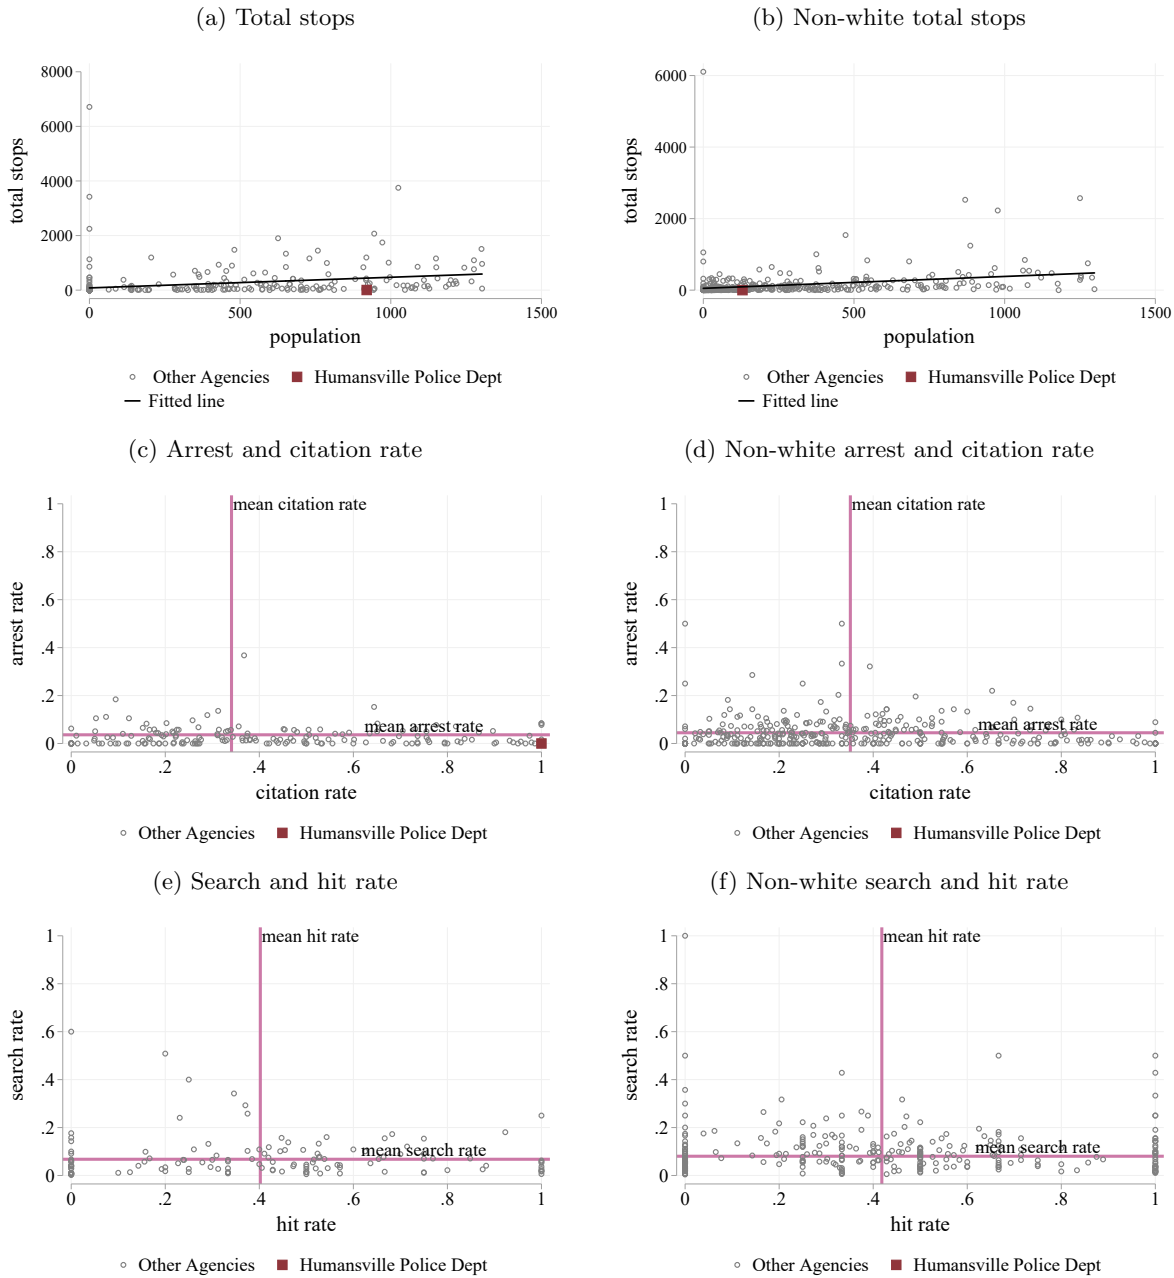 (a) Total stops
(b) Non-white total stops
8000
6000
4000
2000
0
total stops
0
500
1000
1500
population
6000
4000
2000
0
total stops
0
500
1000
1500
population
Other Agencies
Humansville Police Dept
Fitted line
Other Agencies
Humansville Police Dept
Fitted line
(c) Arrest and citation rate
(d) Non-white arrest and citation rate
1
.8
.6
.4
.2
0
arrest rate
mean citation rate
mean arrest rate
0
.2
.4
.6
.8
1
citation rate
1
.8
.6
.4
.2
0
arrest rate
mean citation rate
mean arrest rate
0
.2
.4
.6
.8
1
citation rate
Other Agencies
Humansville Police Dept
Other Agencies
Humansville Police Dept
(e) Search and hit rate
(f) Non-white search and hit rate
1
.8
.6
.4
.2
0
search rate
mean hit rate
mean search rate
0
.2
.4
.6
.8
1
hit rate
1
.8
.6
.4
.2
0
search rate
mean hit rate
mean search rate
0
.2
.4
.6
.8
1
hit rate
Other Agencies
Humansville Police Dept
Other Agencies
Humansville Police Dept